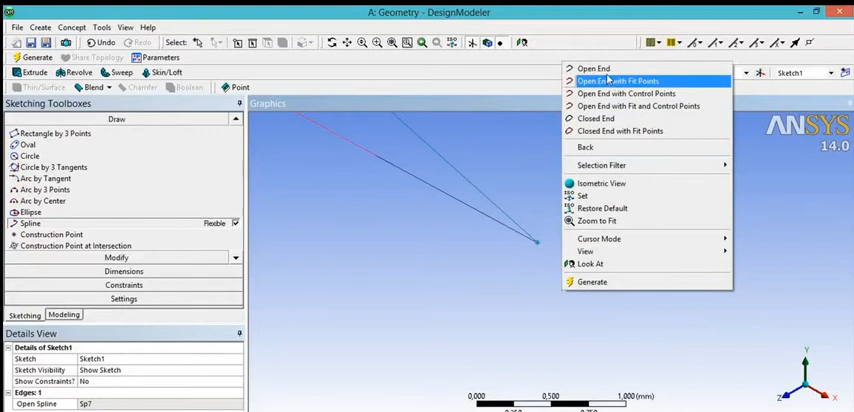 A: Geometry - DesignModeler
File Create Concept Tools View Help
Undo Redo Select:
Generate Share Topology Parameters
Extrude Revolve Sweep Skin/Loft
Blend Chamfer Point
Sketch1
Sketching Toolboxes
Draw
Rectangle by 3 Points
Oval
Circle
Circle by 3 Tangents
Arc by Tangent
Arc by 3 Points
Arc by Center
Ellipse
Spline Flexible
Construction Point
Construction Point at Intersection
Modify
Dimensions
Constraints
Settings
Sketching Modeling
Details View
Details of Sketch1
Sketch Sketch1
Sketch Visibility Show Sketch
Show Constraints? No
Edges: 1
Open Spline Sp7
Graphics
Open End
Open End with Fit Points
Open End with Control Points
Open End with Fit and Control Points
Closed End
Closed End with Fit Points
Back
Selection Filter
Isometric View
ISO Set
Restore Default
Zoom to Fit
Cursor Mode
View
Look At
Generate
ANSYS
14.0
Y
Z X
0,000 0,500 1,000 (mm)